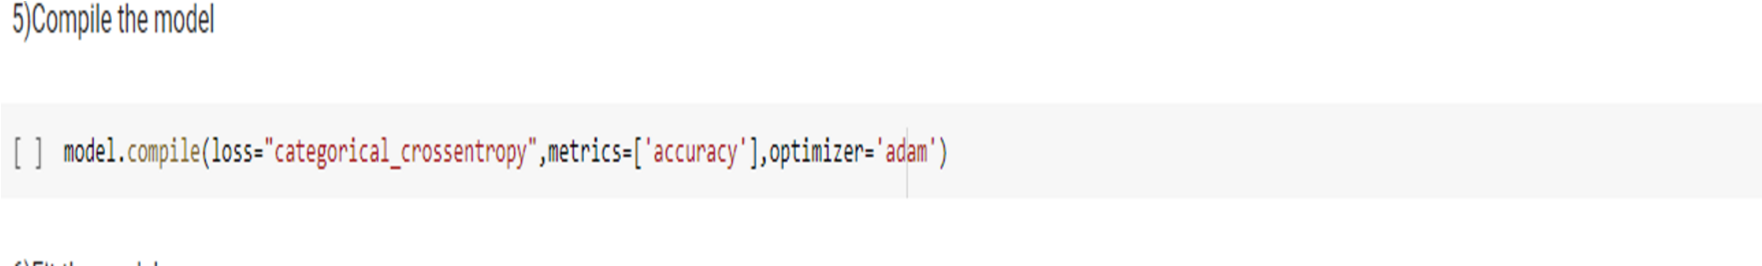 5)Compile the model
[ ] model.compile(loss="categorical_crossentropy",metrics=['accuracy'],optimizer='adam')